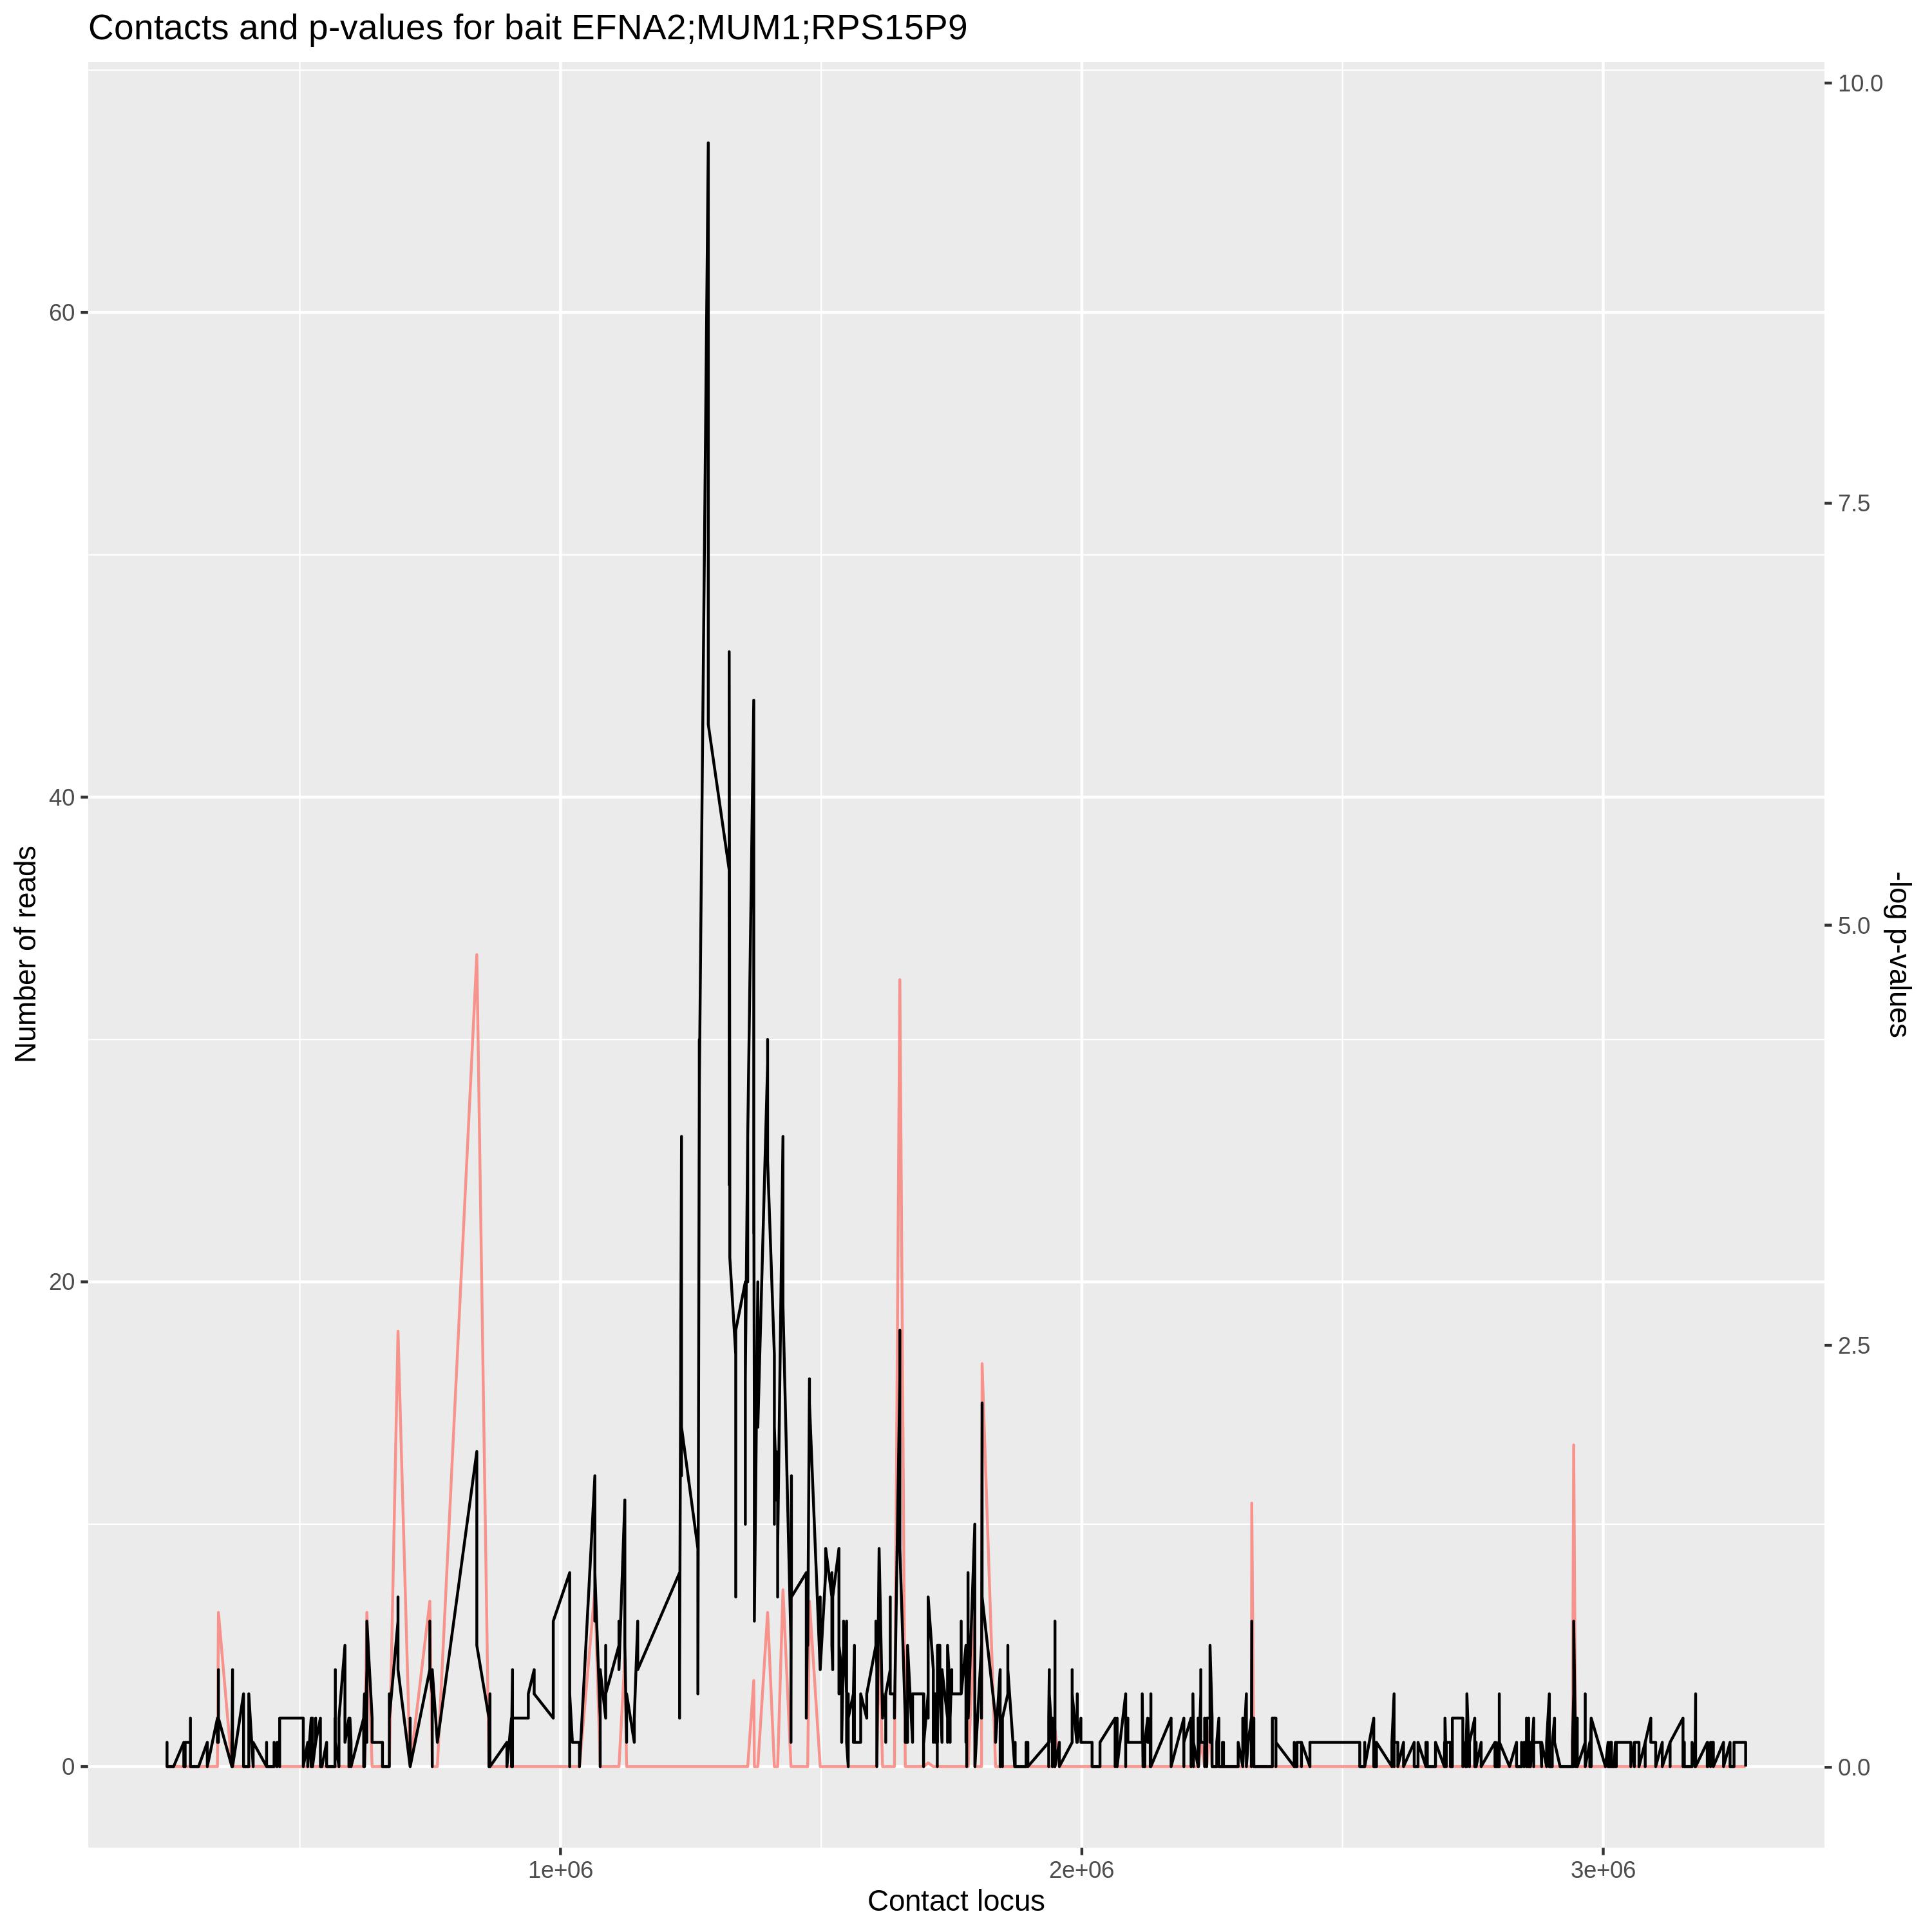 Contacts and p-values for bait EFNA2;MUM1;RPS15P9
10.0
60
7.5
40
Number of reads
-log p-values
5.0
20
2.5
0
0.0
1e+06
2e+06
3e+06
Contact locus